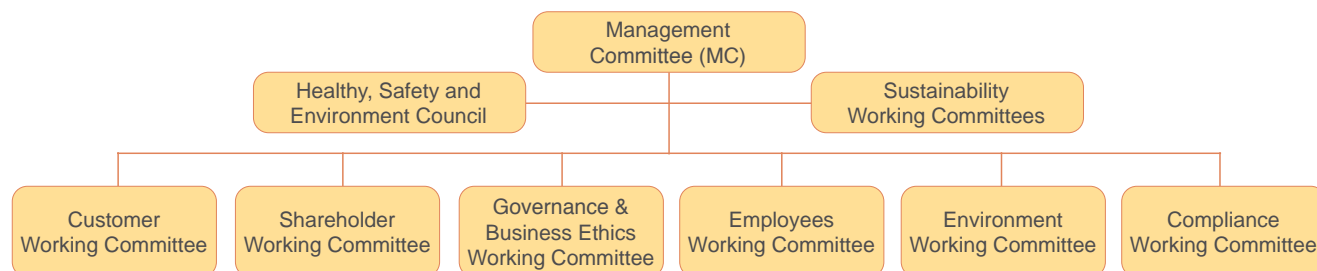 Management
Committee (MC)
Healthy, Safety and
Environment Council
Sustainability
Working Committees
Customer
Working Committee
Shareholder
Working Committee
Governance &
Business Ethics
Working Committee
Employees
Working Committee
Environment
Working Committee
Compliance
Working Committee